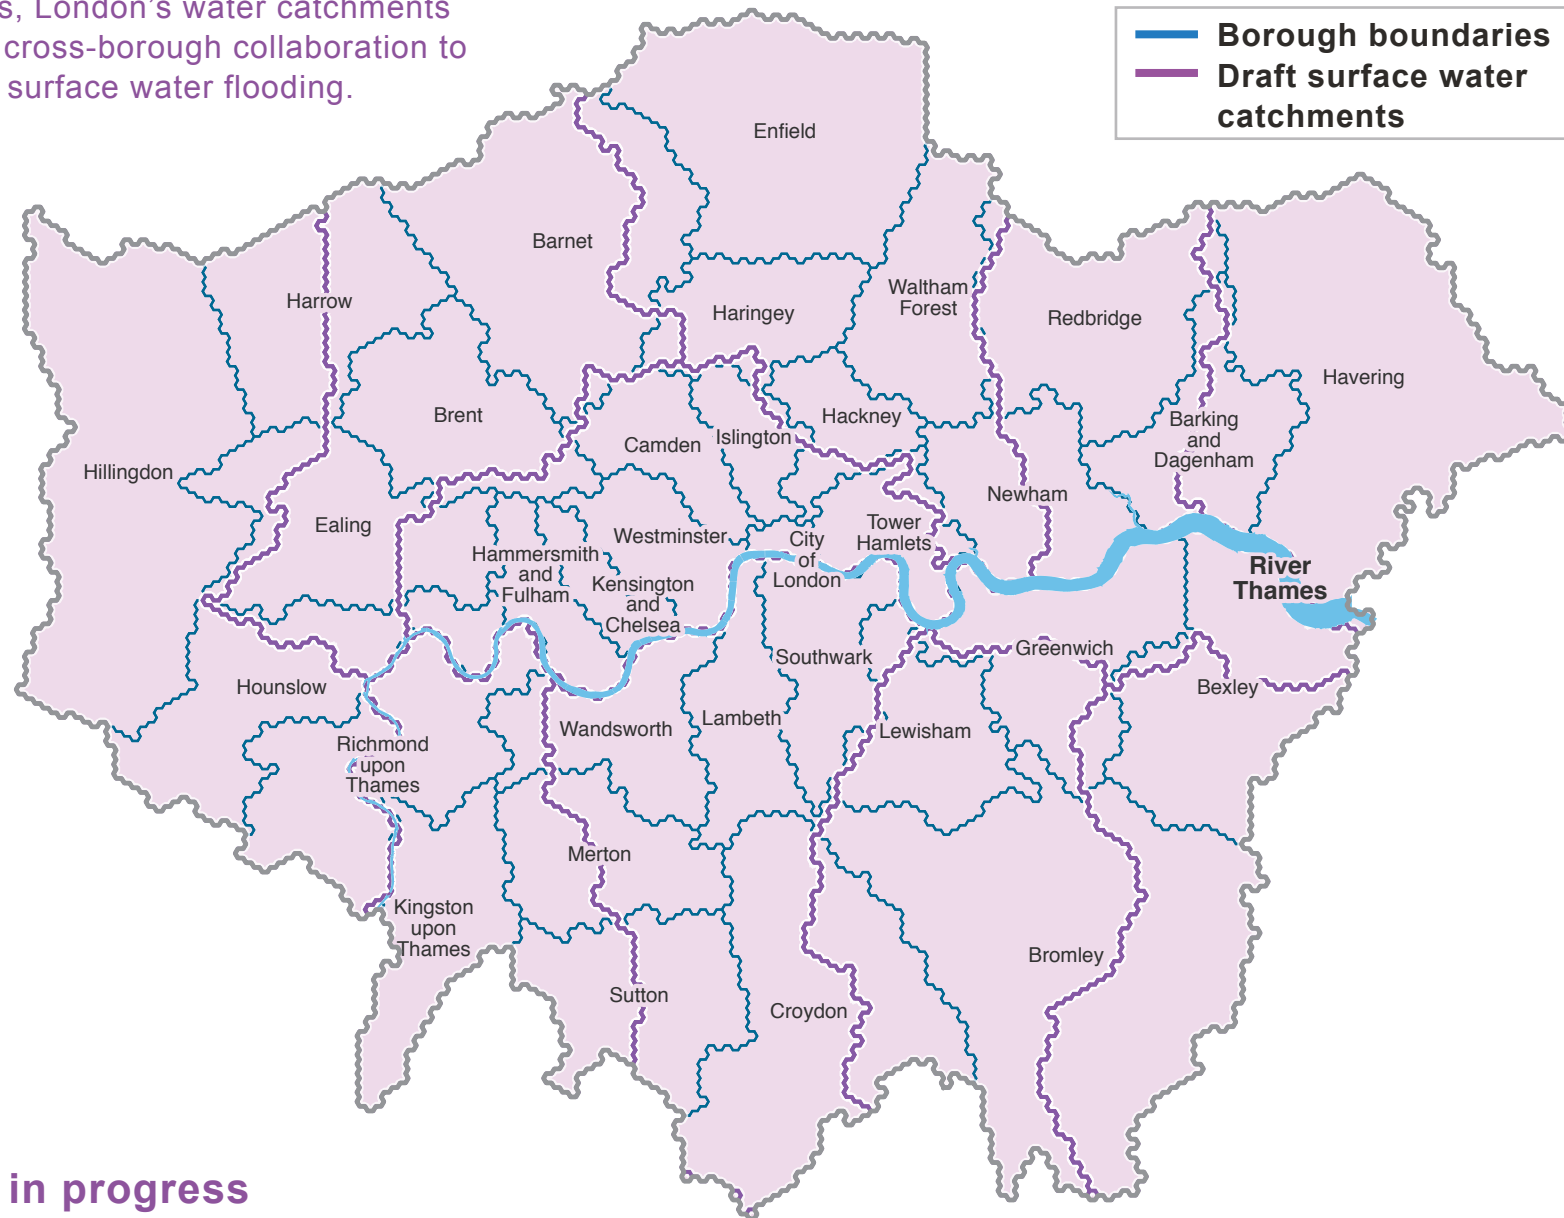 s, London's water catchments
cross-borough collaboration to
surface water flooding.
Borough boundaries
Draft surface water
catchments
Enfield
Barnet
Harrow
Haringey
Waltham
Forest
Redbridge
Havering
Brent
Camden
Islington
Hackney
Barking
and
Dagenham
Hillingdon
Ealing
Newham
Westminster
Tower
Hamlets
City
of
London
Hammersmith
and
Fulham
Kensington
and
Chelsea
River
Thames
Southwark
Greenwich
Hounslow
Bexley
Wandsworth
Lambeth
Lewisham
Richmond
upon
Thames
Merton
Kingston
upon
Thames
Sutton
Croydon
Bromley
in progress